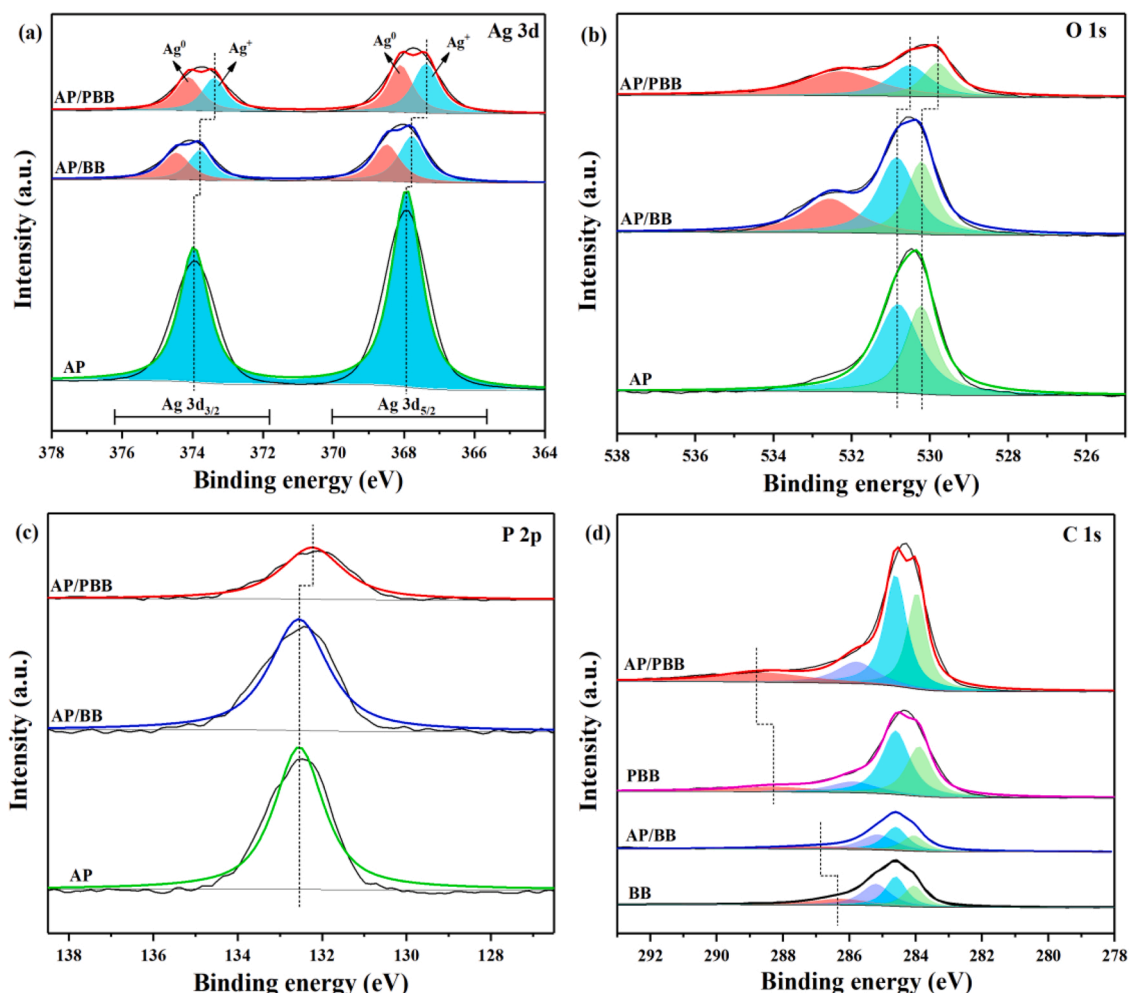 (a)
Ag 3d
Ag⁰
Ag⁺
Ag⁰
Ag⁺
AP/PBB
AP/BB
AP
Ag 3d₃/₂
Ag 3d₅/₂
378 376 374 372 370 368 366 364
Binding energy (eV)
Intensity (a.u.)
(b)
O 1s
AP/PBB
AP/BB
AP
538 536 534 532 530 528 526
Binding energy (eV)
Intensity (a.u.)
(c)
P 2p
AP/PBB
AP/BB
AP
138 136 134 132 130 128
Binding energy (eV)
Intensity (a.u.)
(d)
C 1s
AP/PBB
PBB
AP/BB
BB
292 290 288 286 284 282 280 278
Binding energy (eV)
Intensity (a.u.)